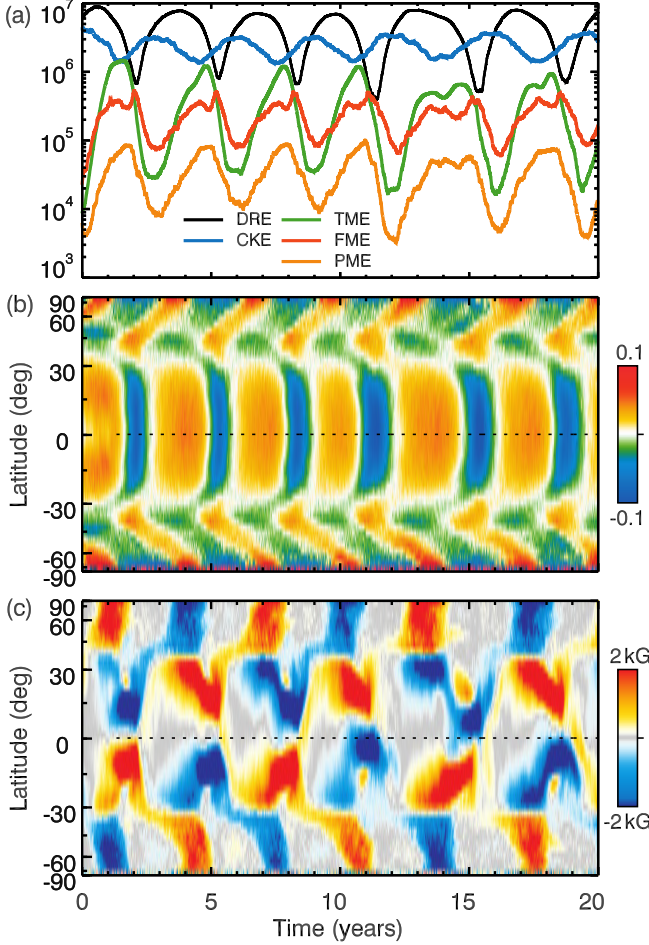 (a)
10^7
10^6
10^5
10^4
10^3
DRE TME
CKE FME
PME
(b)
90
60
30
0
-30
-60
-90
Latitude (deg)
0.1
-0.1
(c)
90
60
30
0
-30
-60
-90
Latitude (deg)
2 kG
-2 kG
0 5 10 15 20
Time (years)